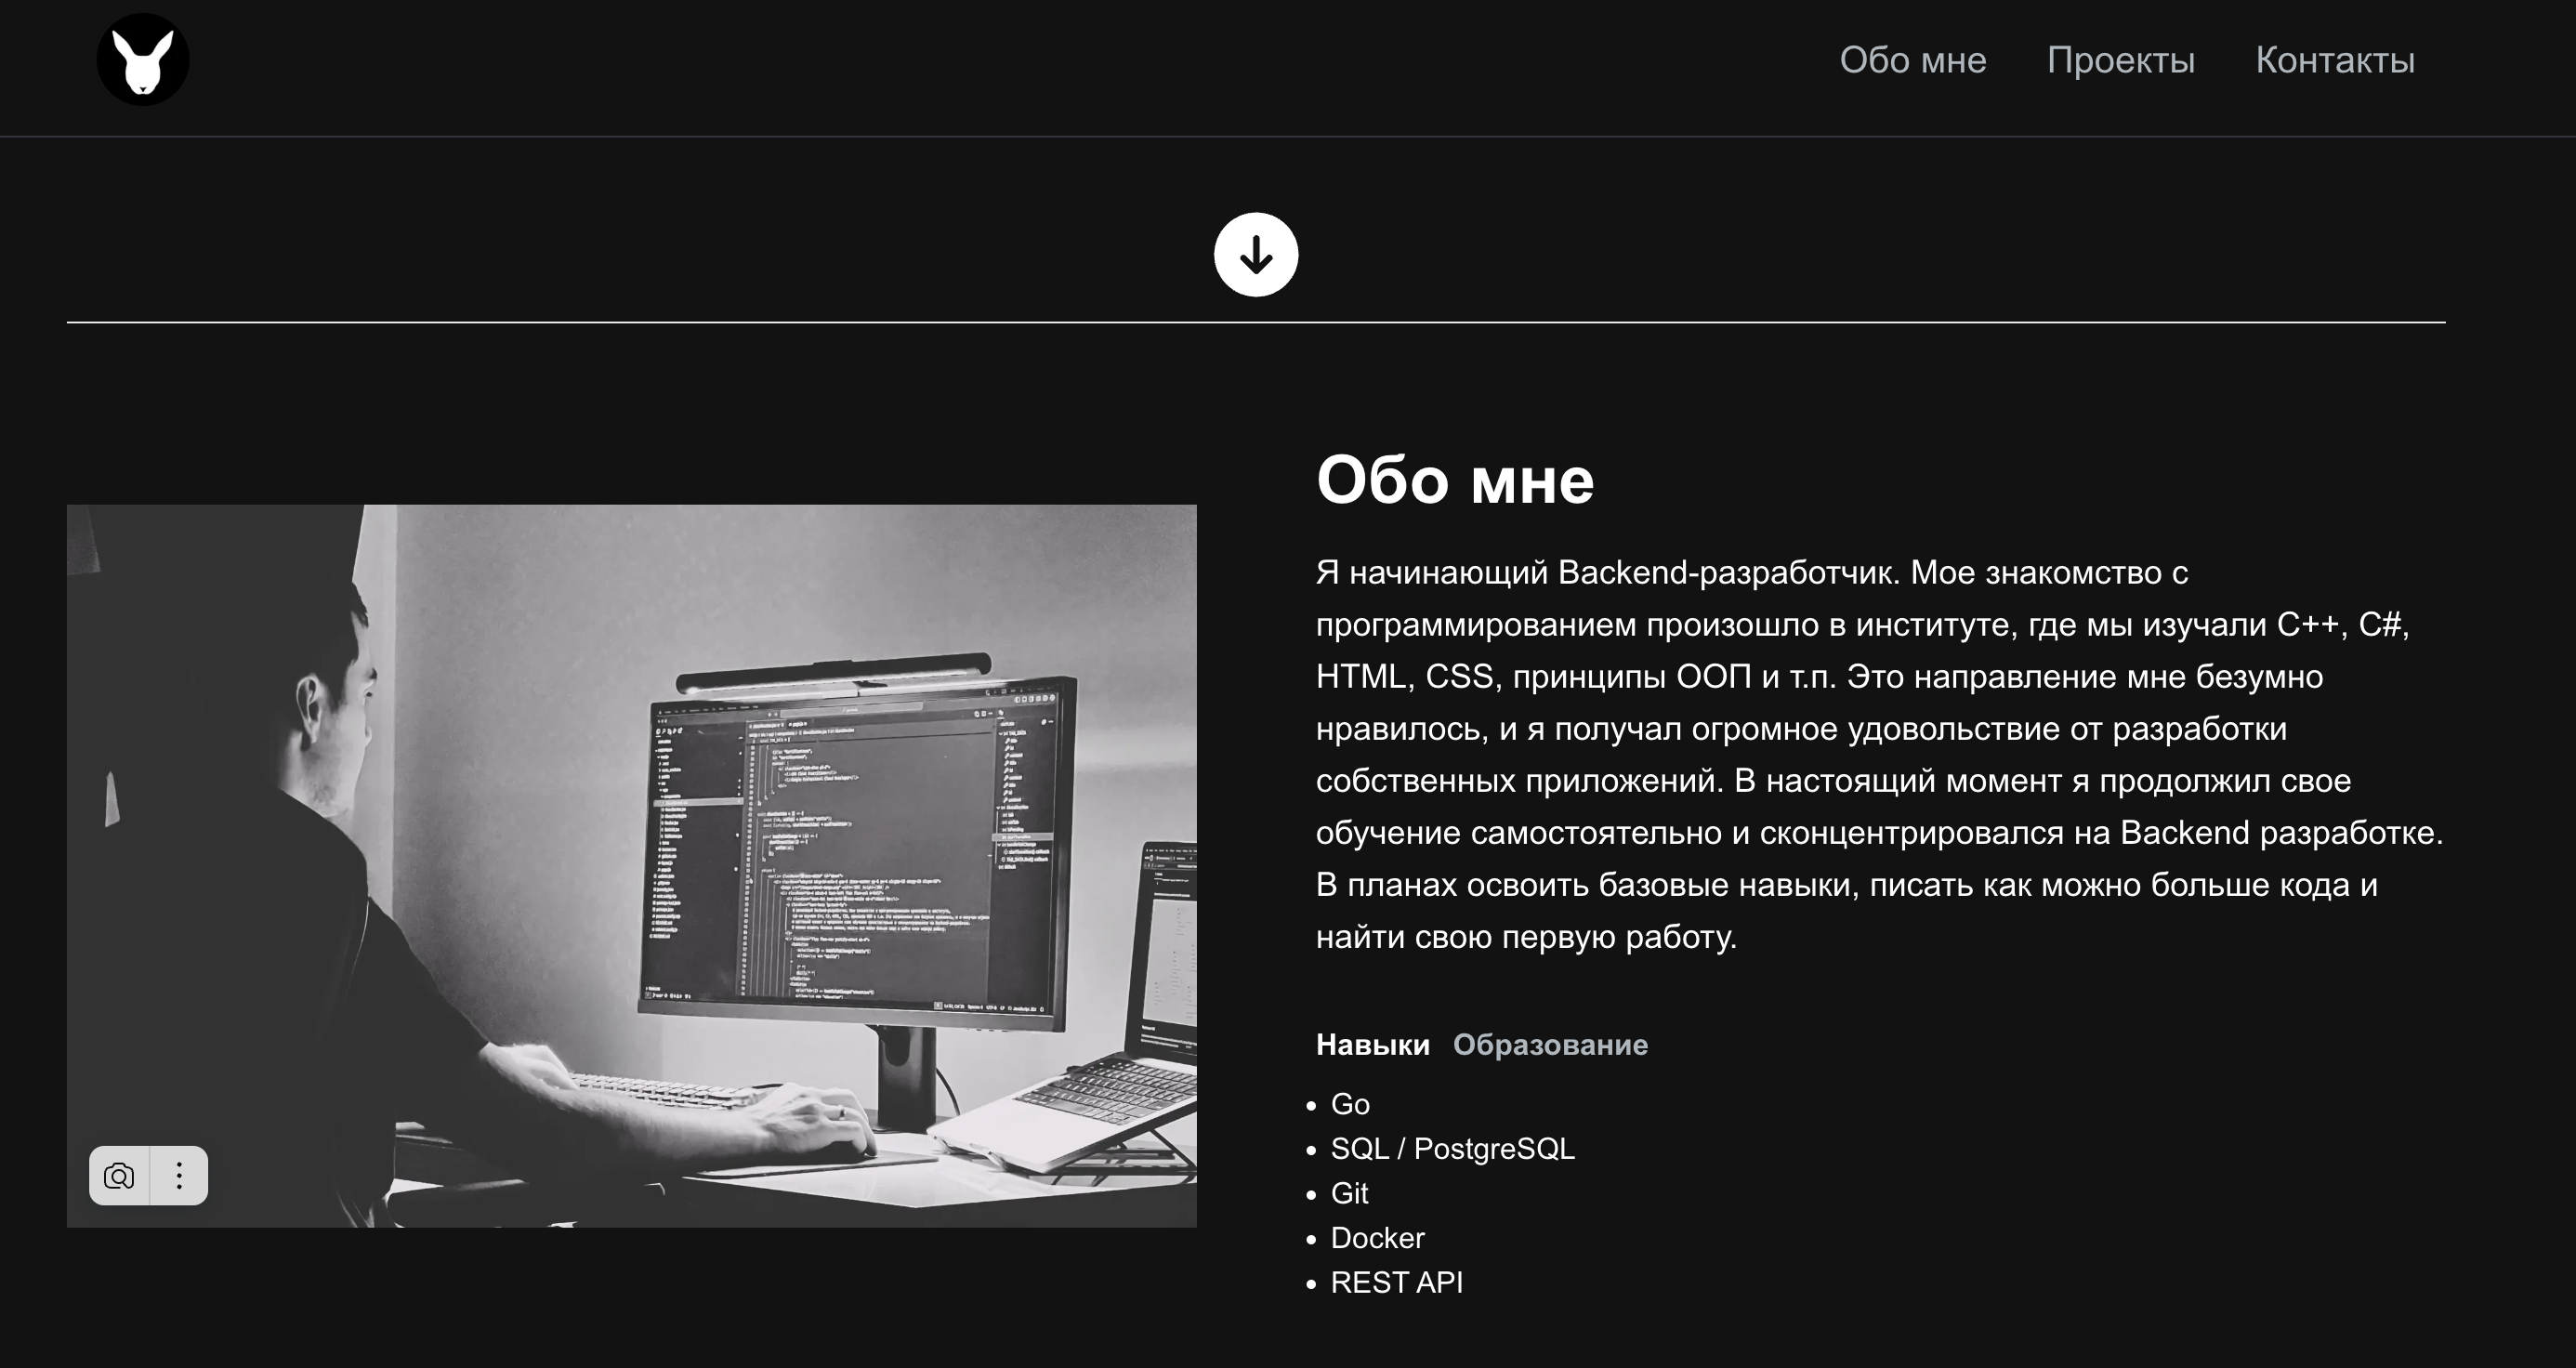 Обо мне
Проекты
Контакты
Обо мне
Я начинающий Backend-разработчик. Мое знакомство с
программированием произошло в институте, где мы изучали C++, C#,
HTML, CSS, принципы ООП и т.п. Это направление мне безумно
нравилось, и я получал огромное удовольствие от разработки
собственных приложений. В настоящий момент я продолжил свое
обучение самостоятельно и сконцентрировался на Backend разработке.
В планах освоить базовые навыки, писать как можно больше кода и
найти свою первую работу.
Навыки Образование
Go
SQL / PostgreSQL
Git
Docker
REST API